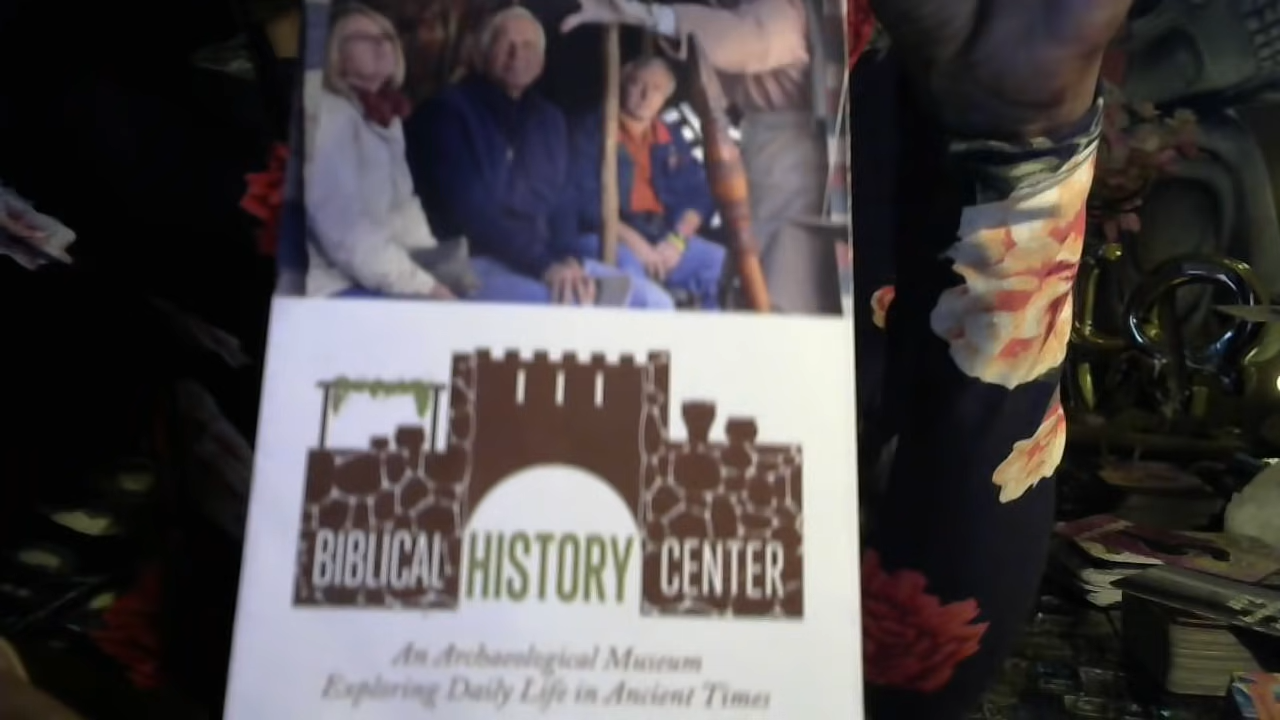 BIBLICAL HISTORY CENTER
An Archaeological Museum
Exploring Daily Life in Ancient Times